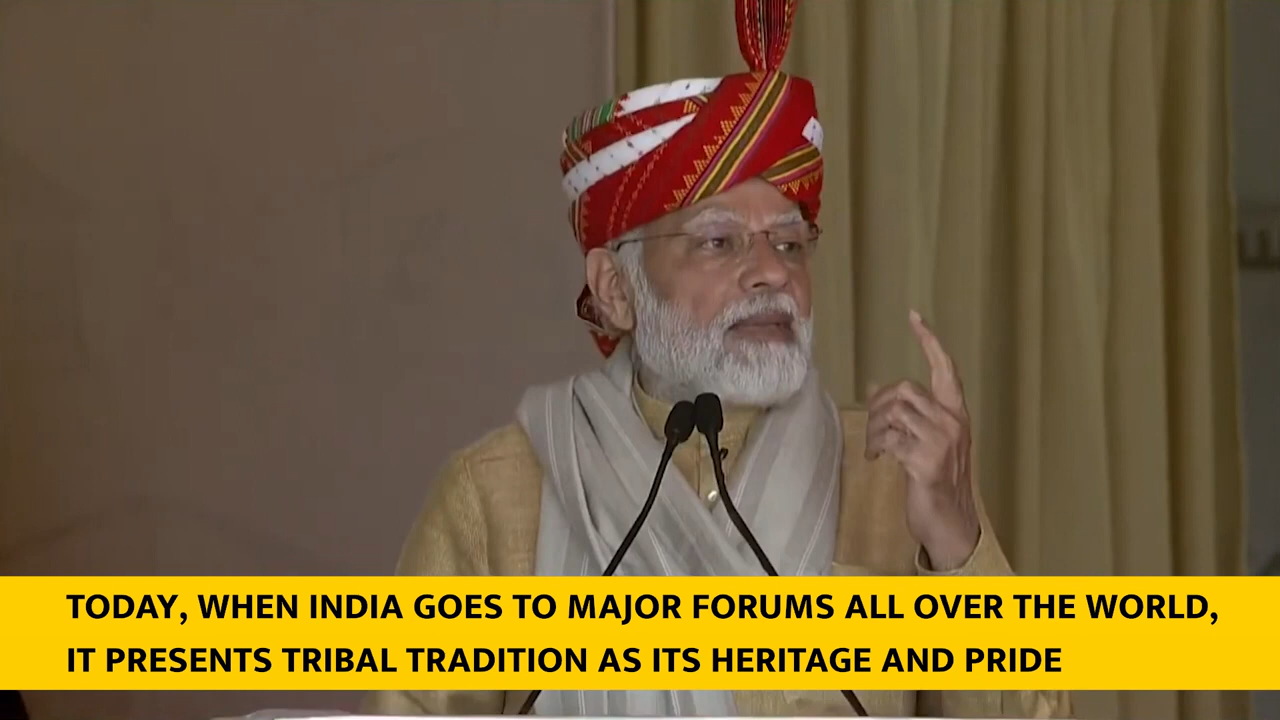 TODAY, WHEN INDIA GOES TO MAJOR FORUMS ALL OVER THE WORLD,
IT PRESENTS TRIBAL TRADITION AS ITS HERITAGE AND PRIDE